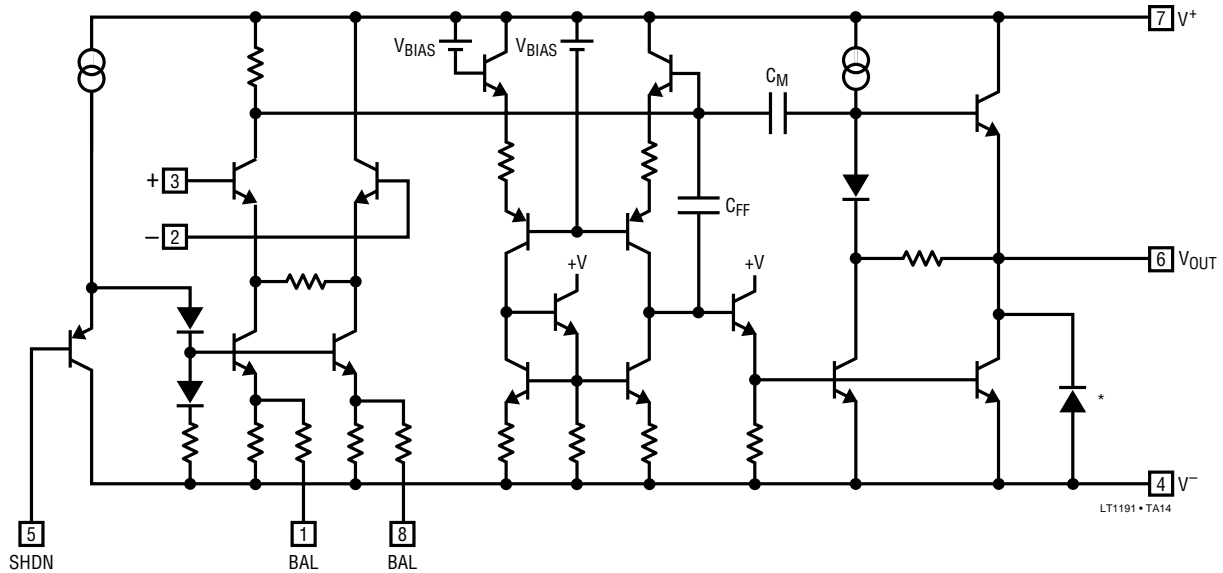 7 V+
VBIAS
VBIAS
CM
+ 3
CFF
− 2
+V
+V
6 VOUT
*
4 V−
LT1191 • TA14
5
SHDN
1
BAL
8
BAL